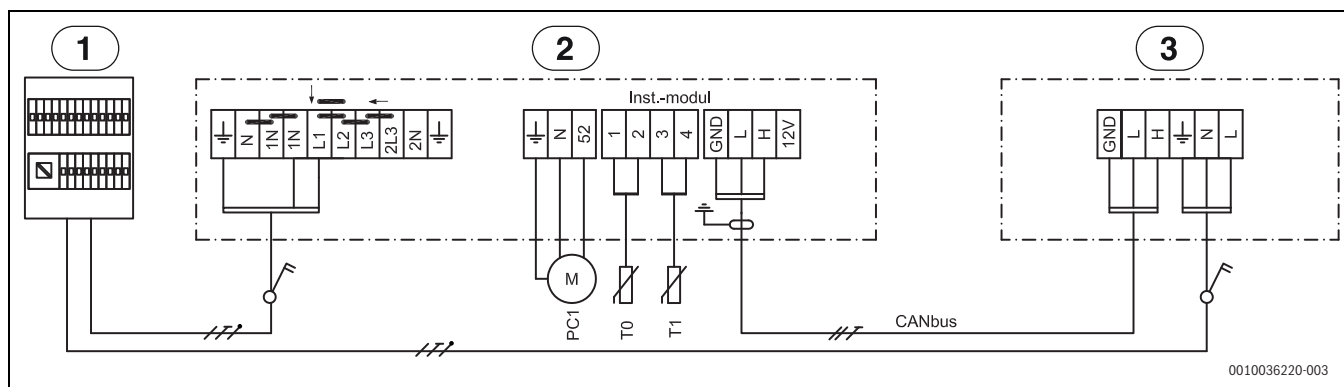 1
2
3
Inst.-modul
N
1N
1N
L1
L2
L3
2L3
2N
N
52
1
2
3
4
GND
L
H
12V
GND
L
H
N
L
M
PC1
T0
T1
CANbus
0010036220-003